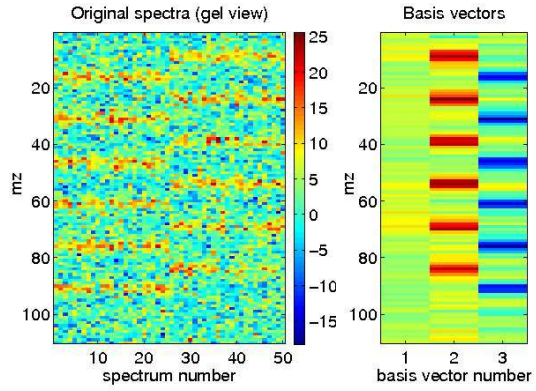 Original spectra (gel view)
Basis vectors
mz
20
40
60
80
100
10 20 30 40 50
spectrum number
25
20
15
10
5
0
−5
−10
−15
mz
20
40
60
80
100
1 2 3
basis vector number